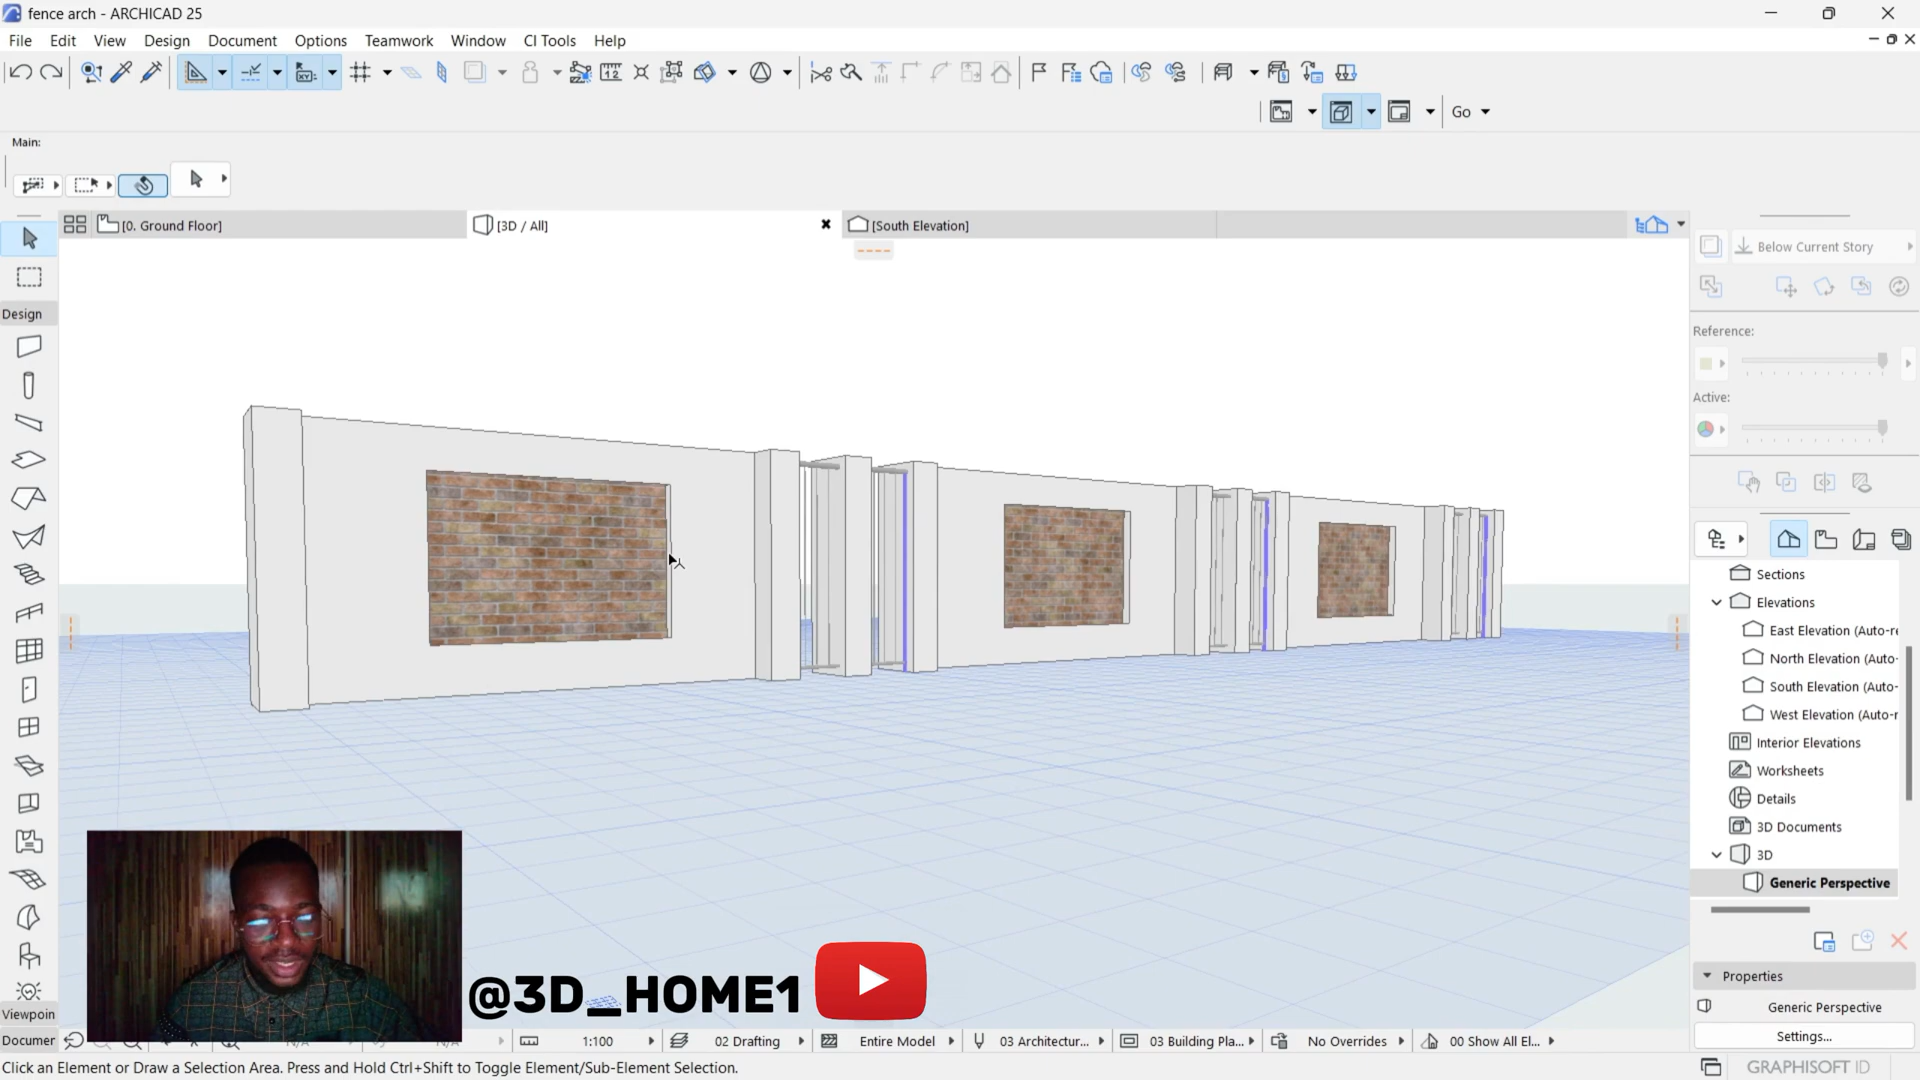 fence arch - ARCHICAD 25
File Edit View Design Options Document Teamwork Window CI Tools Help
Go
Main:
[0. Ground Floor] [3D / All] [South Elevation]
Below Current Story
Design
Reference:
Active:
Sections
Elevations
East Elevation (Auto-re
North Elevation (Auto-
South Elevation (Auto-
West Elevation (Auto-r
Interior Elevations
Worksheets
Details
3D Documents
3D
Generic Perspective
@3D_HOME1
Properties
Generic Perspective
Viewpoin
Settings...
Documer
N/A N/A 1:100 02 Drafting Entire Model 03 Architectur... 03 Building Pla... No Overrides 00 Show All El...
Click an Element or Draw a Selection Area. Press and Hold Ctrl+Shift to Toggle Element/Sub-Element Selection.
GRAPHISOFT ID